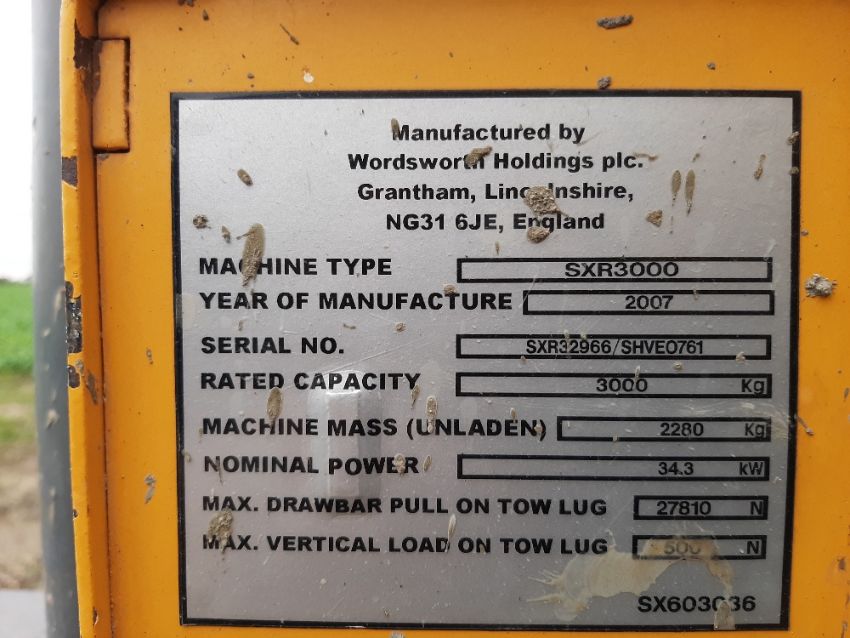 Manufactured by
Wordsworth Holdings plc.
Grantham, Lincolnshire,
NG31 6JE, England
MACHINE TYPE SXR3000
YEAR OF MANUFACTURE 2007
SERIAL NO. SXR32966/SHVE0761
RATED CAPACITY 3000 Kg
MACHINE MASS (UNLADEN) 2280 Kg
NOMINAL POWER 34.3 kW
MAX. DRAWBAR PULL ON TOW LUG 27810 N
MAX. VERTICAL LOAD ON TOW LUG 500 N
SX603036